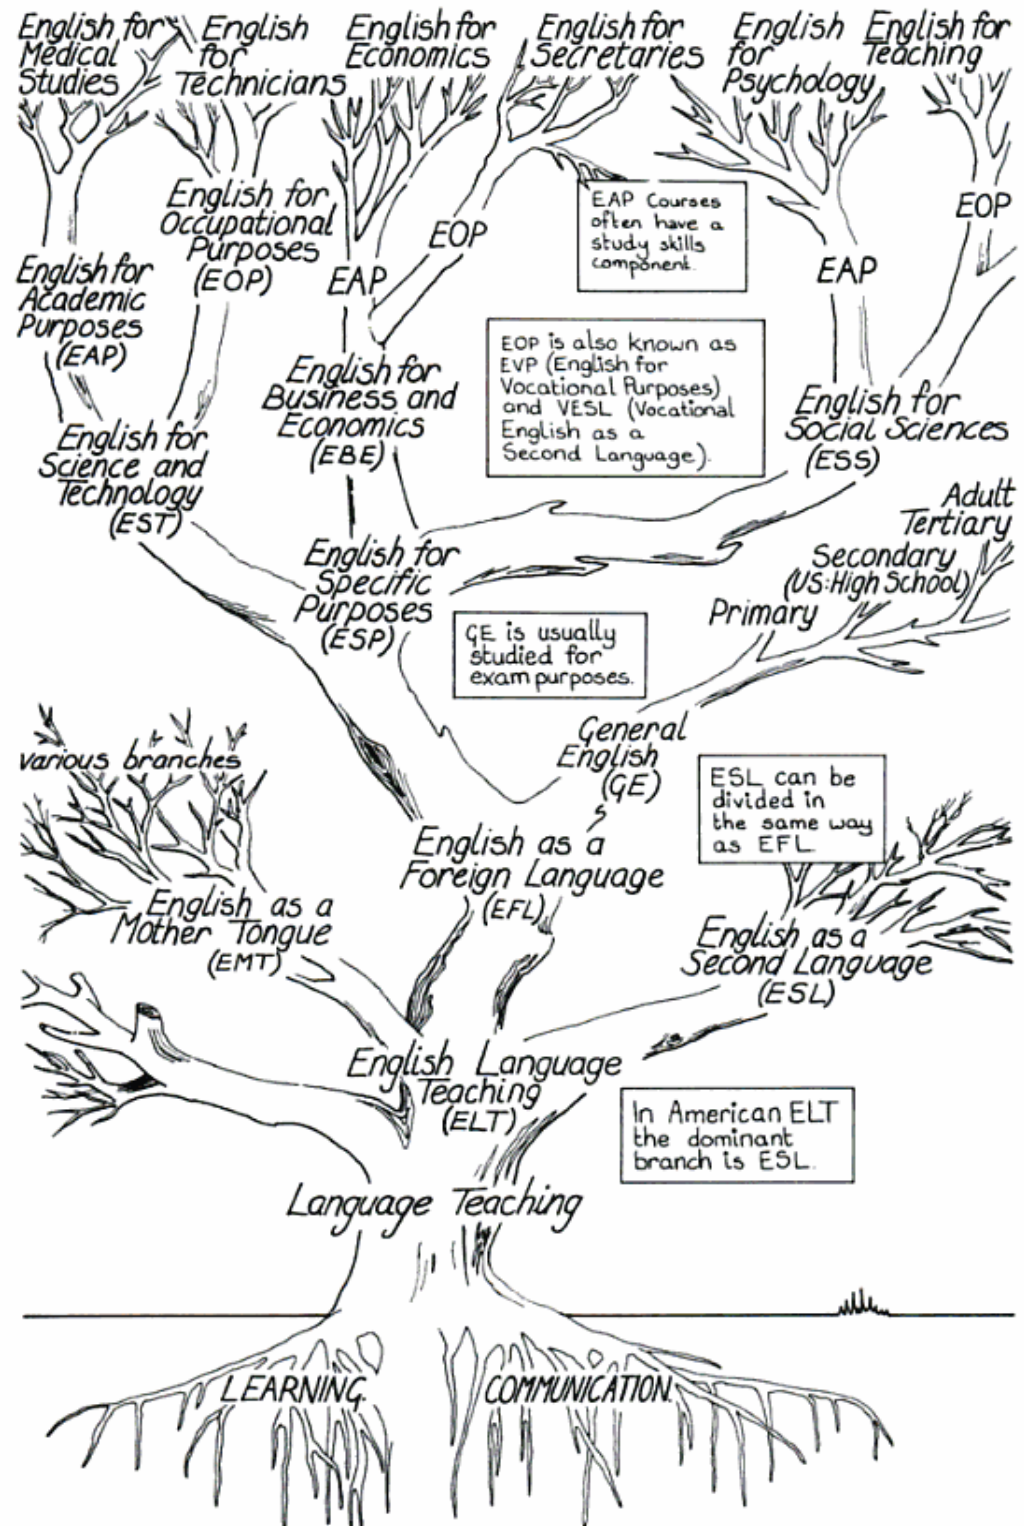 English for
Medical
Studies
English
for
Technicians
English for
Economics
English for
Secretaries
English
for
Psychology
English for
Teaching
English for
Occupational
Purposes
(EOP)
English for
Academic
Purposes
(EAP)
EAP
EOP
EAP Courses
often have a
study skills
component.
EAP
EOP
English for
Science and
Technology
(EST)
English for
Business and
Economics
(EBE)
EOP is also known as
EVP (English for
Vocational Purposes)
and VESL (Vocational
English as a
Second Language).
English for
Social Sciences
(ESS)
English for
Specific
Purposes
(ESP)
Adult
Tertiary
Secondary
(US:High School)
Primary
GE is usually
studied for
exam purposes.
General
English
(GE)
various branches
ESL can be
divided in
the same way
as EFL.
English as a
Foreign Language
(EFL)
English as a
Mother Tongue
(EMT)
English as a
Second Language
(ESL)
English Language
Teaching
(ELT)
In American ELT
the dominant
branch is ESL.
Language Teaching
LEARNING.
COMMUNICATION.